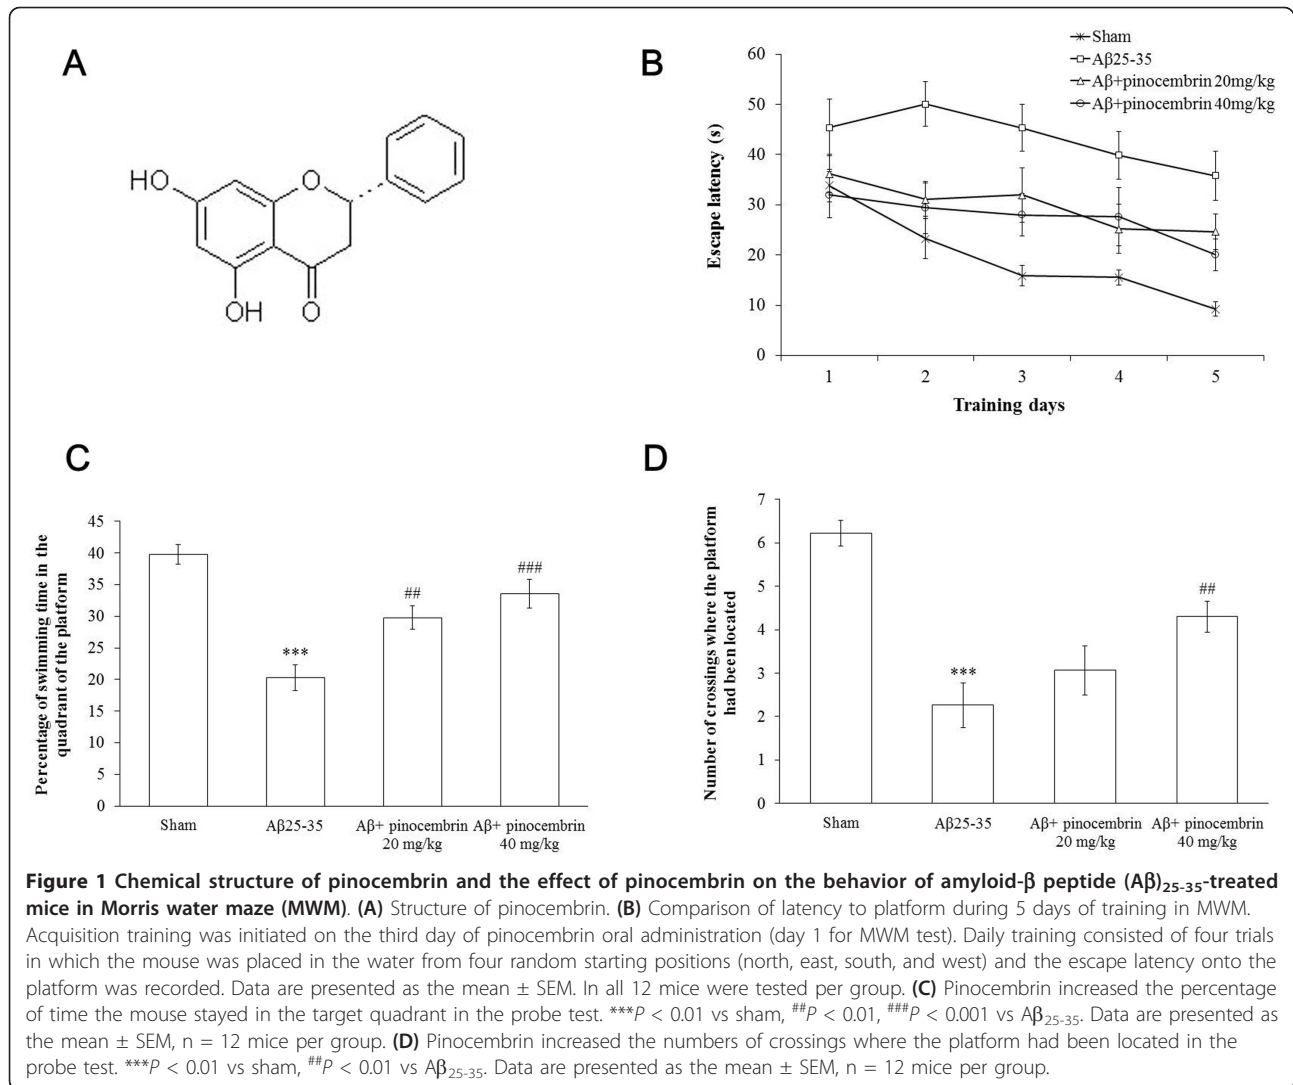 A
HO
O
OH
O
B
Sham
Aβ25-35
Aβ+pinocembrin 20mg/kg
Aβ+pinocembrin 40mg/kg
Escape latency (s)
60
50
40
30
20
10
0
1 2 3 4 5
Training days
C
Percentage of swimming time in the
quadrant of the platform
45
40
35
30
25
20
15
10
5
0
***
##
###
Sham
Aβ25-35
Aβ+ pinocembrin
20 mg/kg
Aβ+ pinocembrin
40 mg/kg
D
Number of crossings where the platform
had been located
7
6
5
4
3
2
1
0
***
##
Sham
Aβ25-35
Aβ+ pinocembrin
20 mg/kg
Aβ+ pinocembrin
40 mg/kg
Figure 1 Chemical structure of pinocembrin and the effect of pinocembrin on the behavior of amyloid-β peptide (Aβ)25-35-treated
mice in Morris water maze (MWM). (A) Structure of pinocembrin. (B) Comparison of latency to platform during 5 days of training in MWM.
Acquisition training was initiated on the third day of pinocembrin oral administration (day 1 for MWM test). Daily training consisted of four trials
in which the mouse was placed in the water from four random starting positions (north, east, south, and west) and the escape latency onto the
platform was recorded. Data are presented as the mean ± SEM. In all 12 mice were tested per group. (C) Pinocembrin increased the percentage
of time the mouse stayed in the target quadrant in the probe test. ***P < 0.01 vs sham, ##P < 0.01, ###P < 0.001 vs Aβ25-35. Data are presented as
the mean ± SEM, n = 12 mice per group. (D) Pinocembrin increased the numbers of crossings where the platform had been located in the
probe test. ***P < 0.01 vs sham, ##P < 0.01 vs Aβ25-35. Data are presented as the mean ± SEM, n = 12 mice per group.